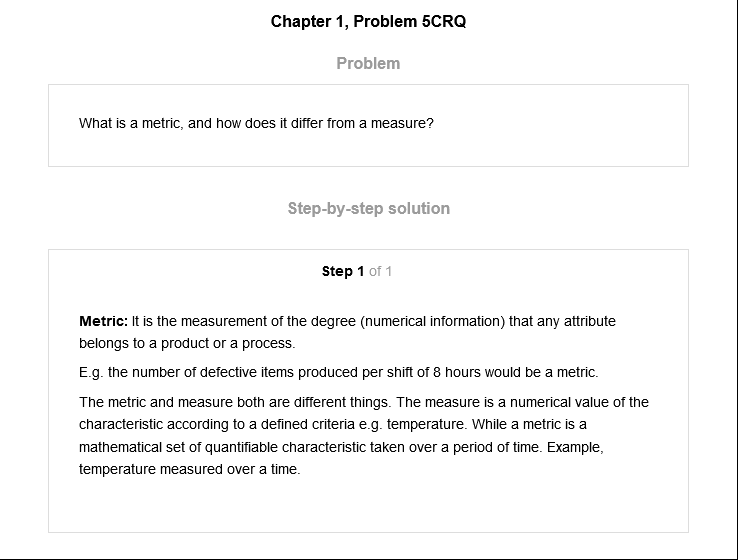 Chapter 1, Problem 5CRQ
Problem
What is a metric, and how does it differ from a measure?
Step-by-step solution
Step 1 of 1
Metric: It is the measurement of the degree (numerical information) that any attribute
belongs to a product or a process.
E.g. the number of defective items produced per shift of 8 hours would be a metric.
The metric and measure both are different things. The measure is a numerical value of the
characteristic according to a defined criteria e.g. temperature. While a metric is a
mathematical set of quantifiable characteristic taken over a period of time. Example,
temperature measured over a time.